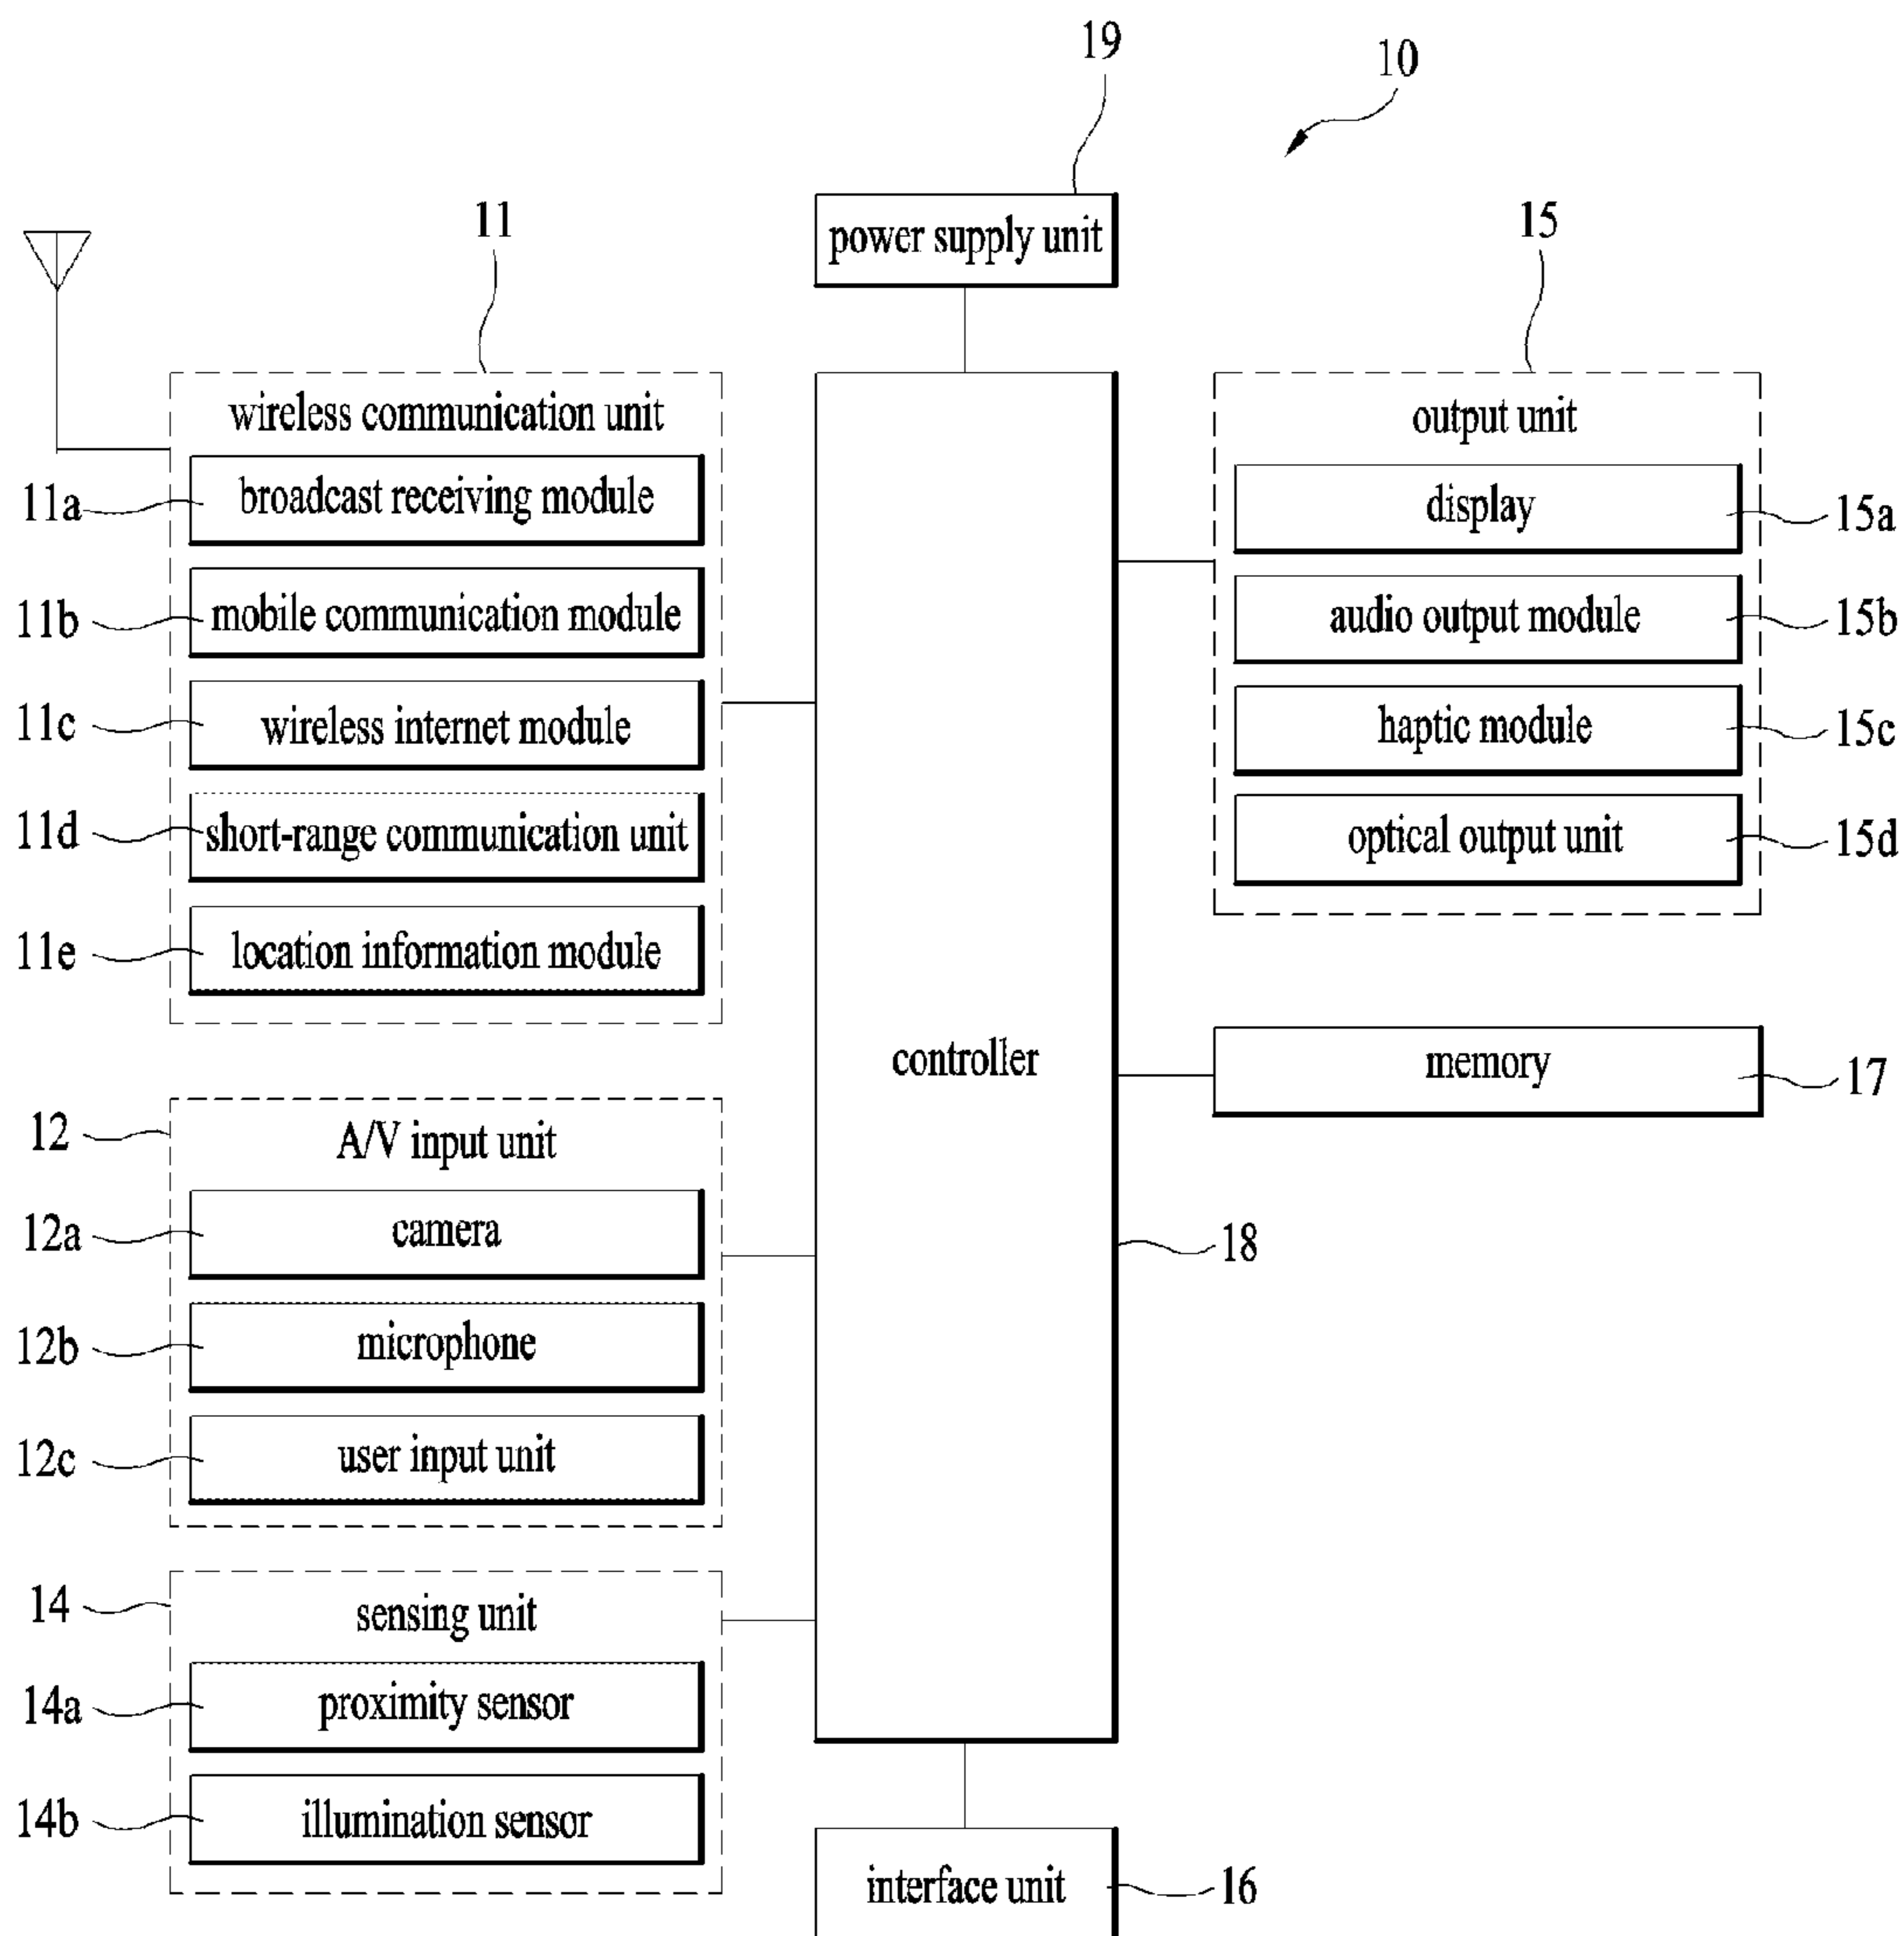 19
10
power supply unit
11
wireless communication unit
11a
broadcast receiving module
11b
mobile communication module
11c
wireless internet module
11d
short-range communication unit
11e
location information module
12
A/V input unit
12a
camera
12b
microphone
12c
user input unit
14
sensing unit
14a
proximity sensor
14b
illumination sensor
controller
18
15
output unit
display
15a
audio output module
15b
haptic module
15c
optical output unit
15d
memory
17
interface unit
16